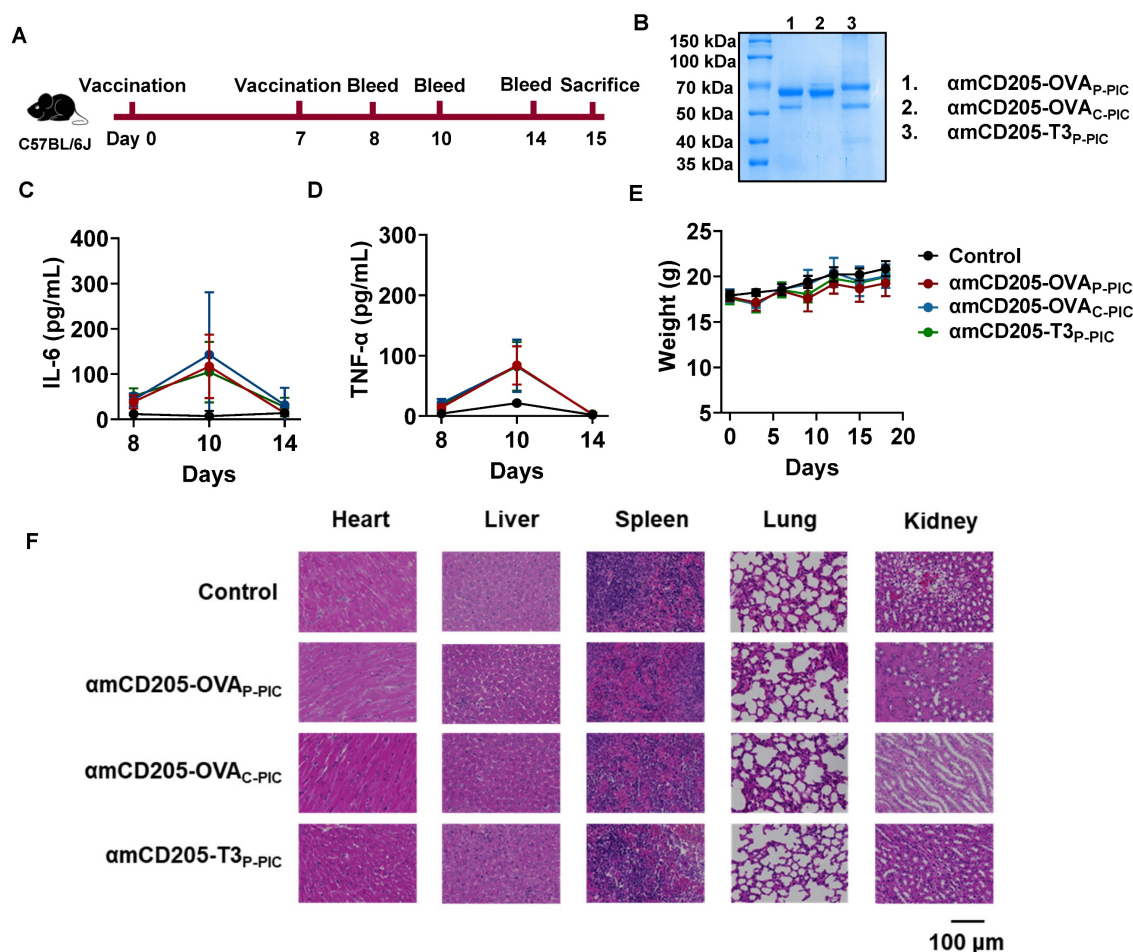 A
Vaccination Vaccination Bleed Bleed Bleed Sacrifice
C57BL/6J
Day 0 7 8 10 14 15
B
1 2 3
150 kDa
100 kDa
70 kDa
50 kDa
40 kDa
35 kDa
1. αmCD205-OVAP-PIC
2. αmCD205-OVAC-PIC
3. αmCD205-T3P-PIC
C
IL-6 (pg/mL)
400
300
200
100
0
8 10 14
Days
D
TNF-α (pg/mL)
300
200
100
0
8 10 14
Days
E
Weight (g)
25
20
15
10
5
0 5 10 15 20
Days
Control
αmCD205-OVAP-PIC
αmCD205-OVAC-PIC
αmCD205-T3P-PIC
F
Heart Liver Spleen Lung Kidney
Control
αmCD205-OVAP-PIC
αmCD205-OVAC-PIC
αmCD205-T3P-PIC
100 µm